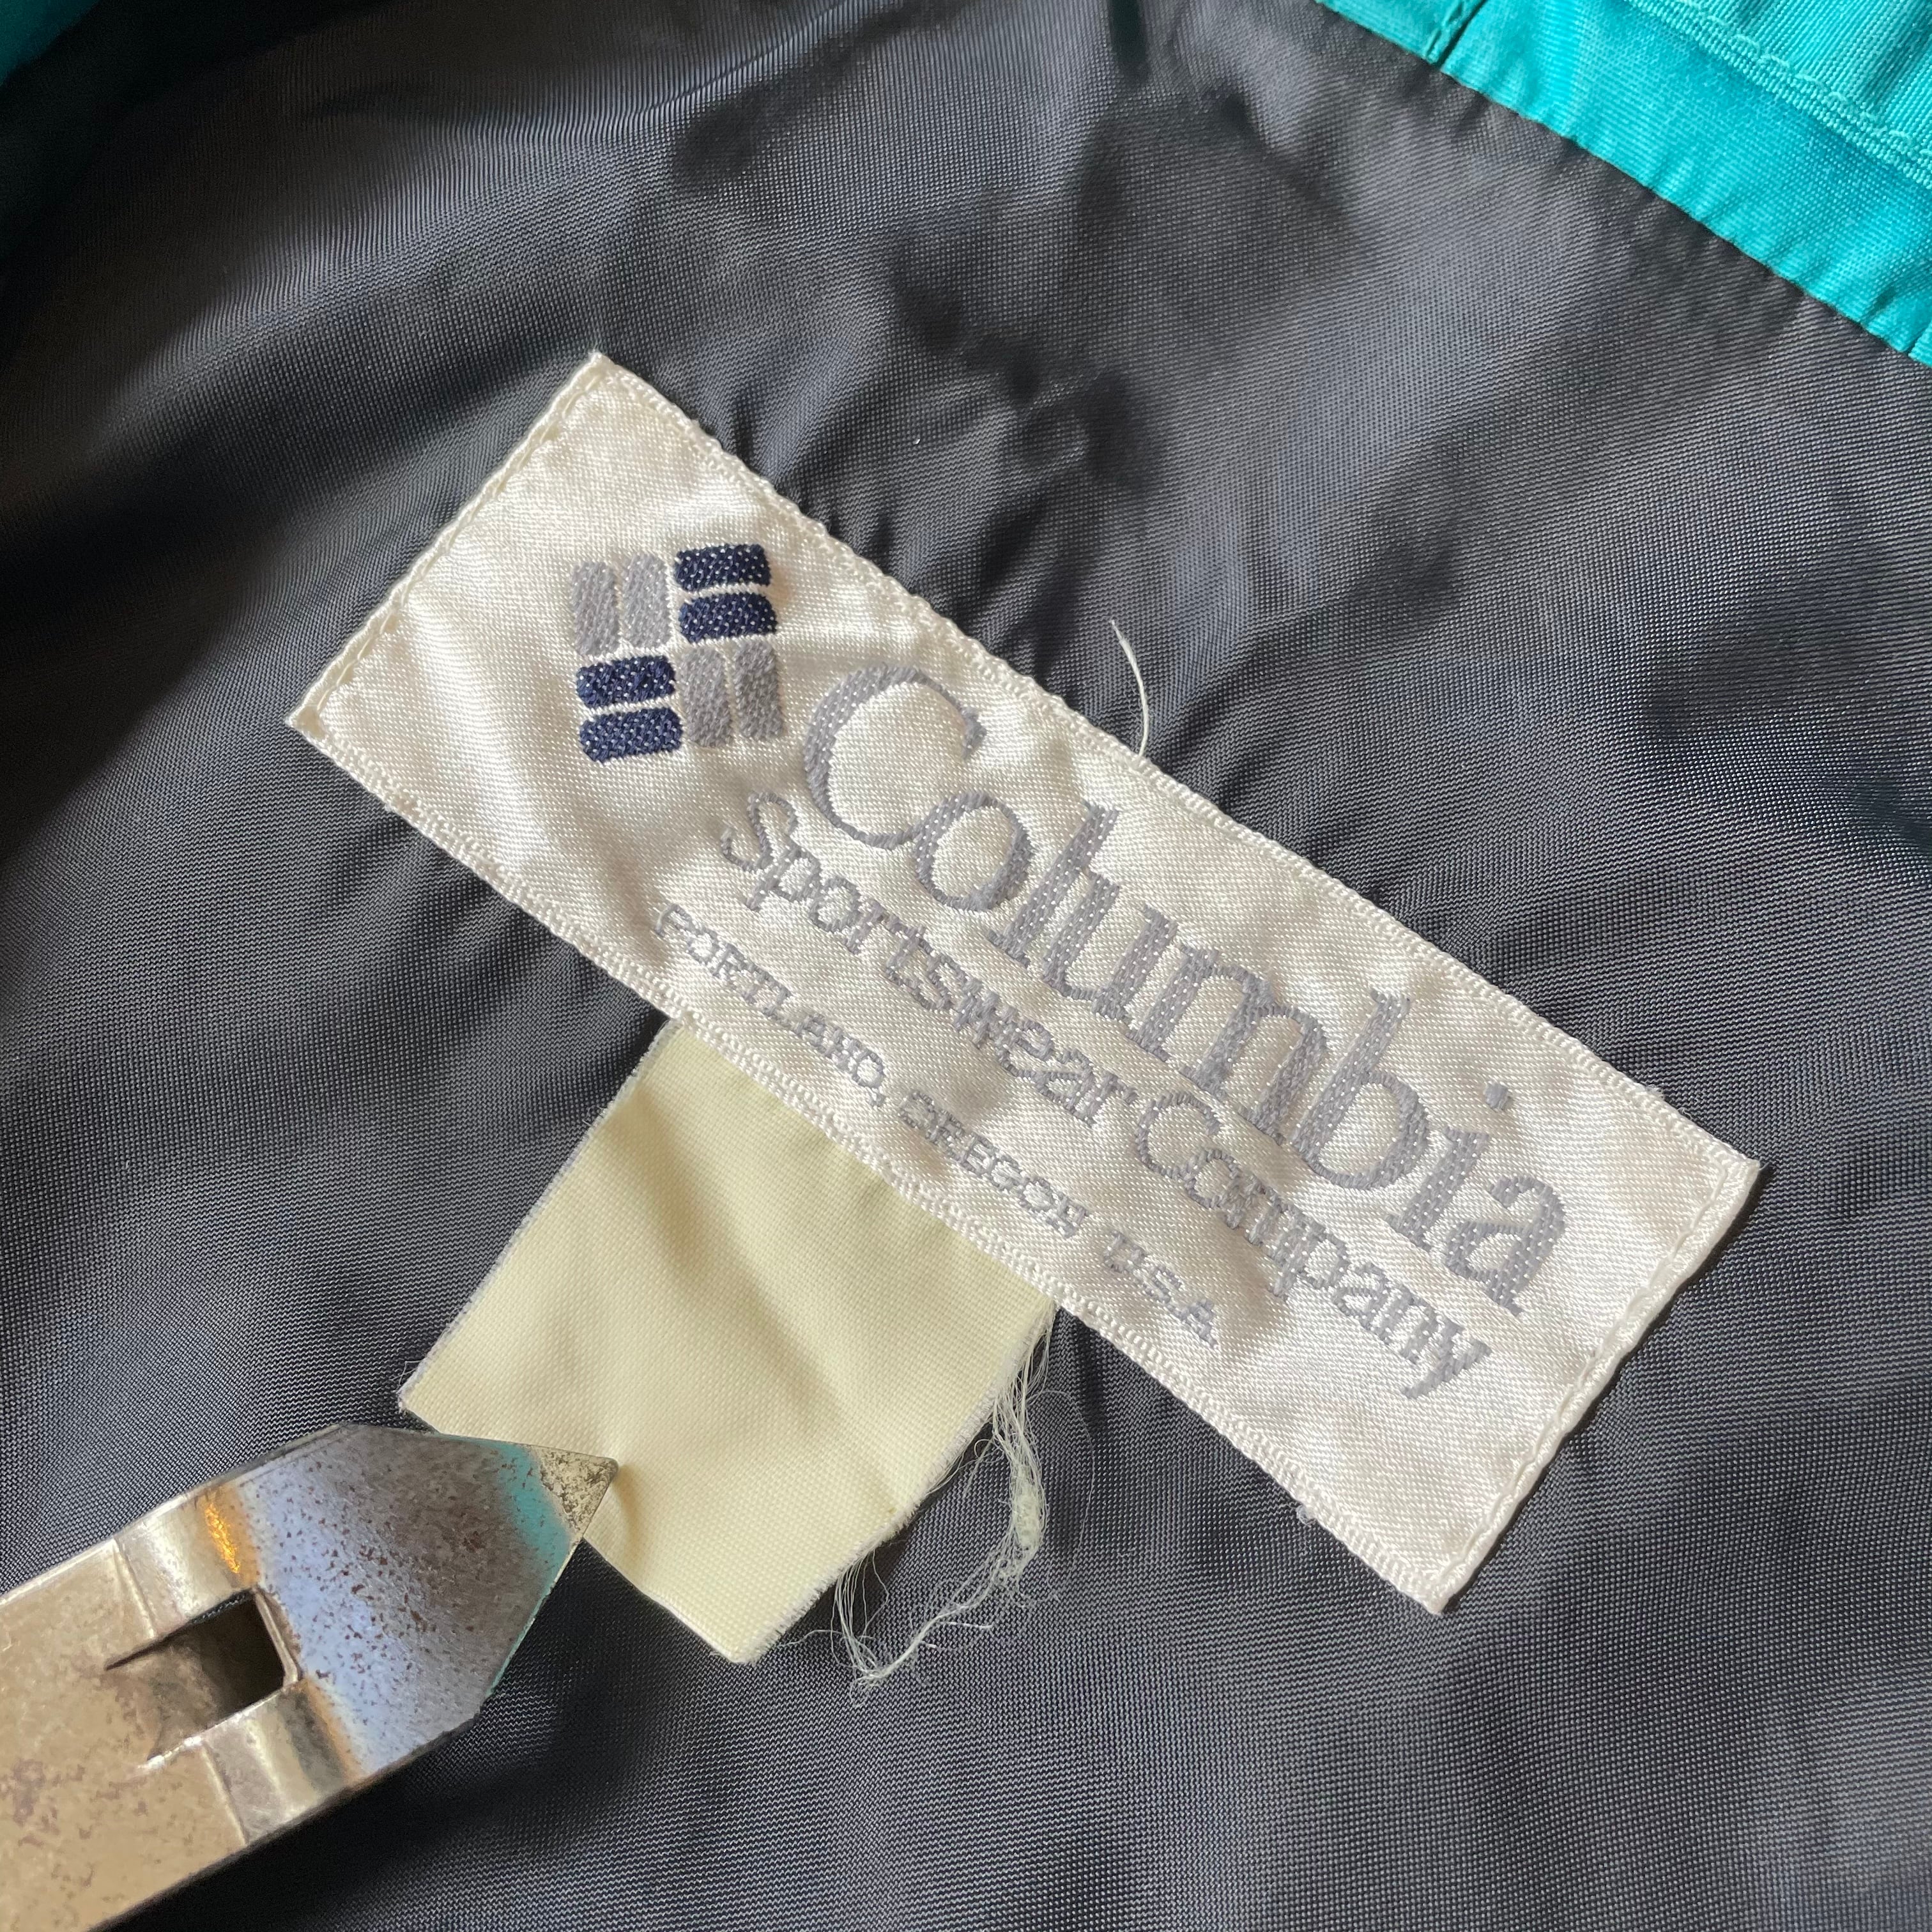 Columbia
Sportswear Company
PORTLAND, OREGON U.S.A.